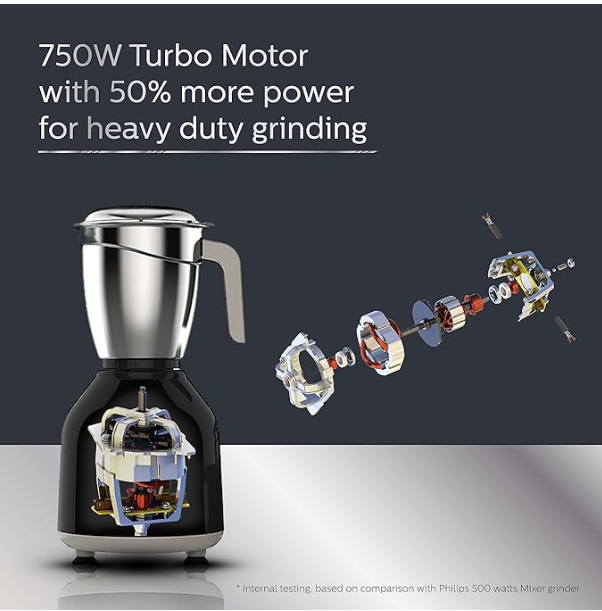 750W Turbo Motor
with 50% more power
for heavy duty grinding
* Internal testing, based on comparison with Philips 500 watts Mixer grinder